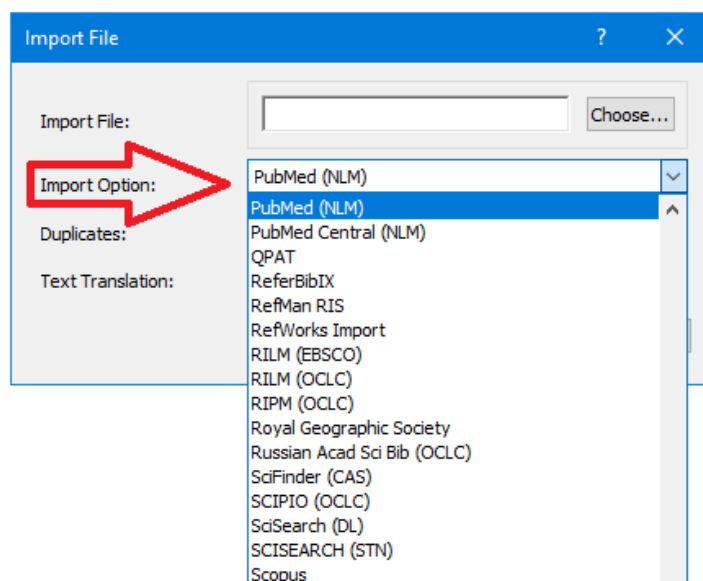 Import File
?
Import File:
Choose...
Import Option:
PubMed (NLM)
Duplicates:
Text Translation:
PubMed (NLM)
PubMed Central (NLM)
QPAT
ReferBibIX
RefMan RIS
RefWorks Import
RILM (EBSCO)
RILM (OCLC)
RIPM (OCLC)
Royal Geographic Society
Russian Acad Sci Bib (OCLC)
SciFinder (CAS)
SCIPIO (OCLC)
SciSearch (DL)
SCISEARCH (STN)
Scopus